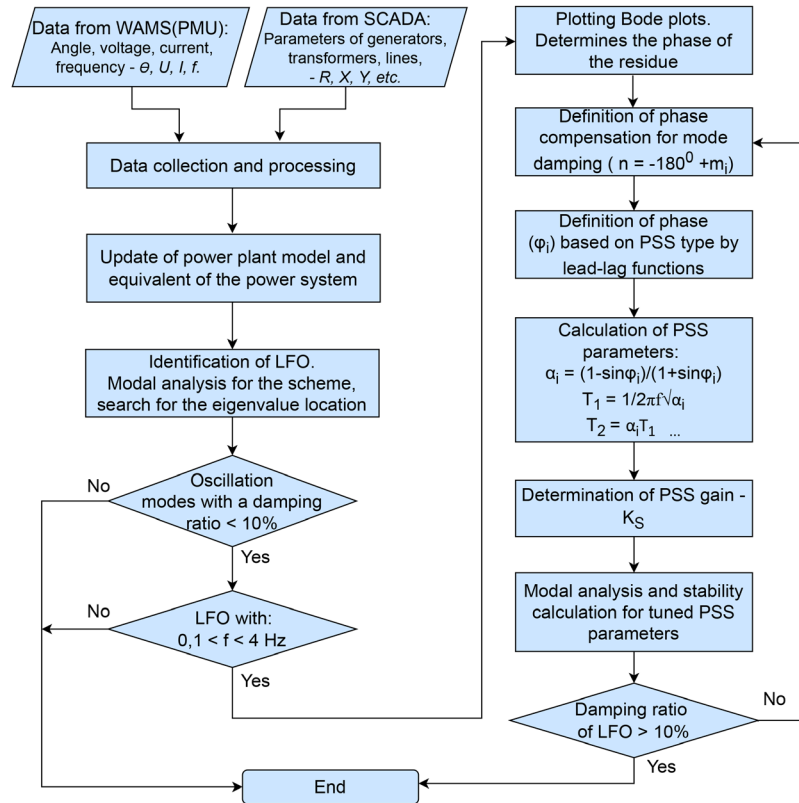 Data from WAMS(PMU):
Angle, voltage, current,
frequency - Θ, U, I, f.
Data from SCADA:
Parameters of generators,
transformers, lines,
- R, X, Y, etc.
Data collection and processing
Update of power plant model and
equivalent of the power system
Identification of LFO.
Modal analysis for the scheme,
search for the eigenvalue location
Oscillation
modes with a damping
ratio < 10%
No
Yes
LFO with:
0,1 < f < 4 Hz
No
Yes
Plotting Bode plots.
Determines the phase of
the residue
Definition of phase
compensation for mode
damping ( n = -180⁰ +mᵢ)
Definition of phase
(φᵢ) based on PSS type by
lead-lag functions
Calculation of PSS
parameters:
αᵢ = (1-sinφᵢ)/(1+sinφᵢ)
T₁ = 1/2πf√αᵢ
T₂ = αᵢT₁ ...
Determination of PSS gain -
K_S
Modal analysis and stability
calculation for tuned PSS
parameters
Damping ratio
of LFO > 10%
No
Yes
End